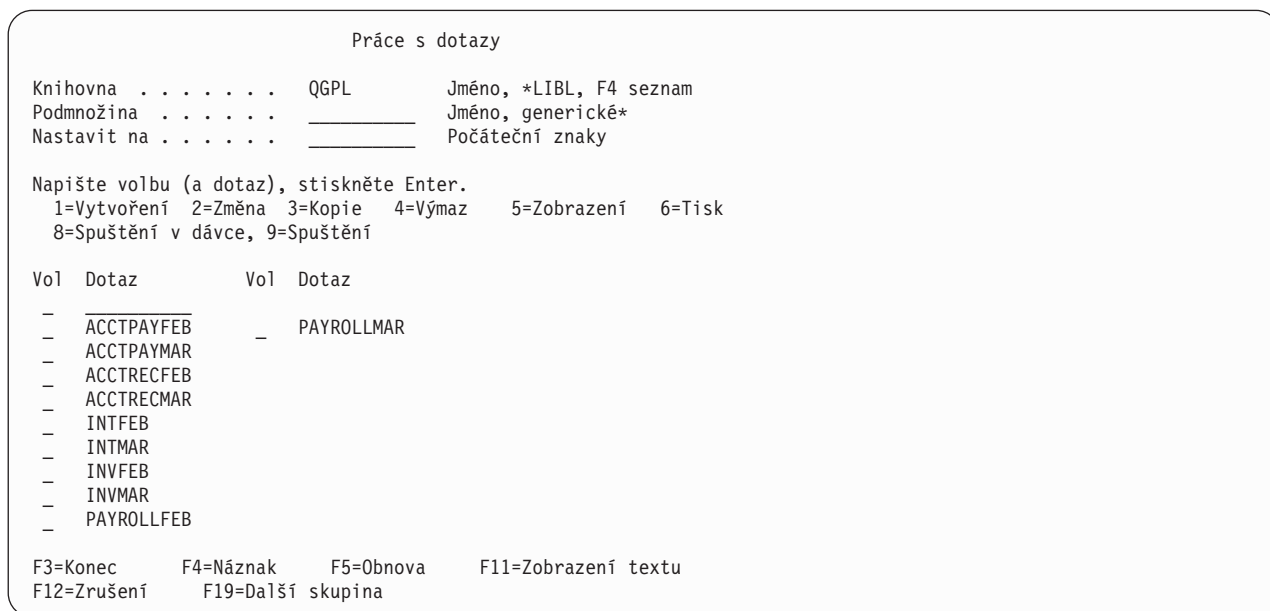 Práce s dotazy
Knihovna . . . . . . . QGPL Jméno, *LIBL, F4 seznam
Podmnožina . . . . . . __________ Jméno, generické*
Nastavit na . . . . . . __________ Počáteční znaky
Napište volbu (a dotaz), stiskněte Enter.
1=Vytvoření 2=Změna 3=Kopie 4=Výmaz 5=Zobrazení 6=Tisk
8=Spuštění v dávce, 9=Spuštění
Vol Dotaz Vol Dotaz
_ __________
_ ACCTPAYFEB _ PAYROLLMAR
_ ACCTPAYMAR
_ ACCTRECFEB
_ ACCTRECMAR
_ INTFEB
_ INTMAR
_ INVFEB
_ INVMAR
_ PAYROLLFEB
F3=Konec F4=Náznak F5=Obnova F11=Zobrazení textu
F12=Zrušení F19=Další skupina